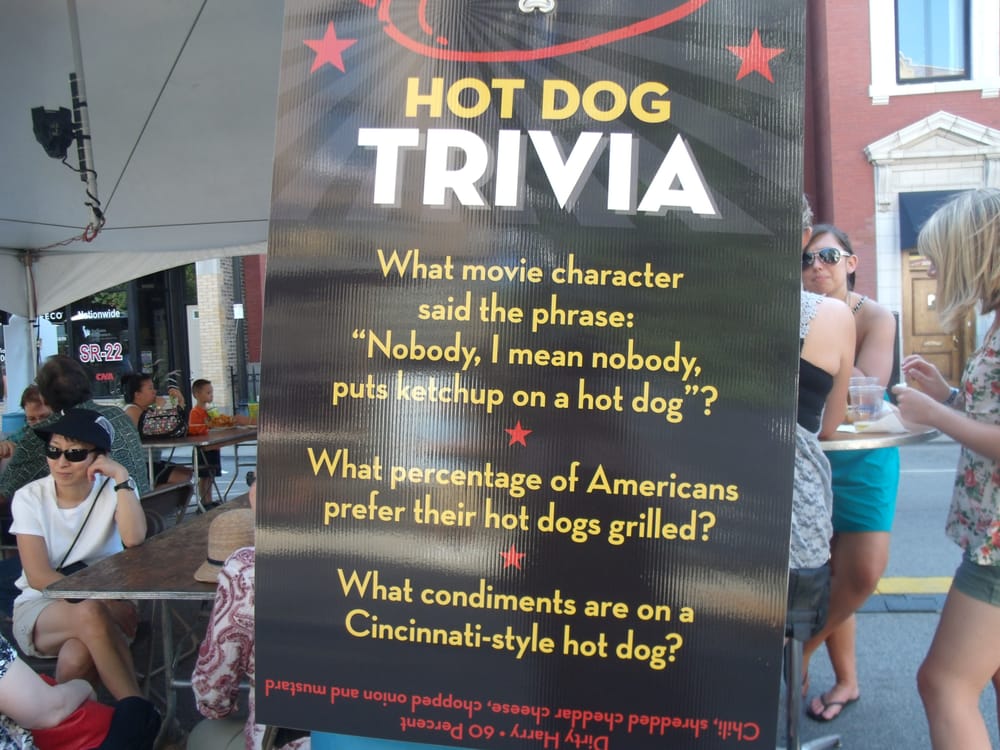 HOT DOG
TRIVIA
What movie character
said the phrase:
“Nobody, I mean nobody,
puts ketchup on a hot dog”?
What percentage of Americans
prefer their hot dogs grilled?
What condiments are on a
Cincinnati-style hot dog?
Dirty Harry • 60 Percent
Chili, shredded cheddar cheese, chopped onion and mustard
ECO
Nationwide
SR-22